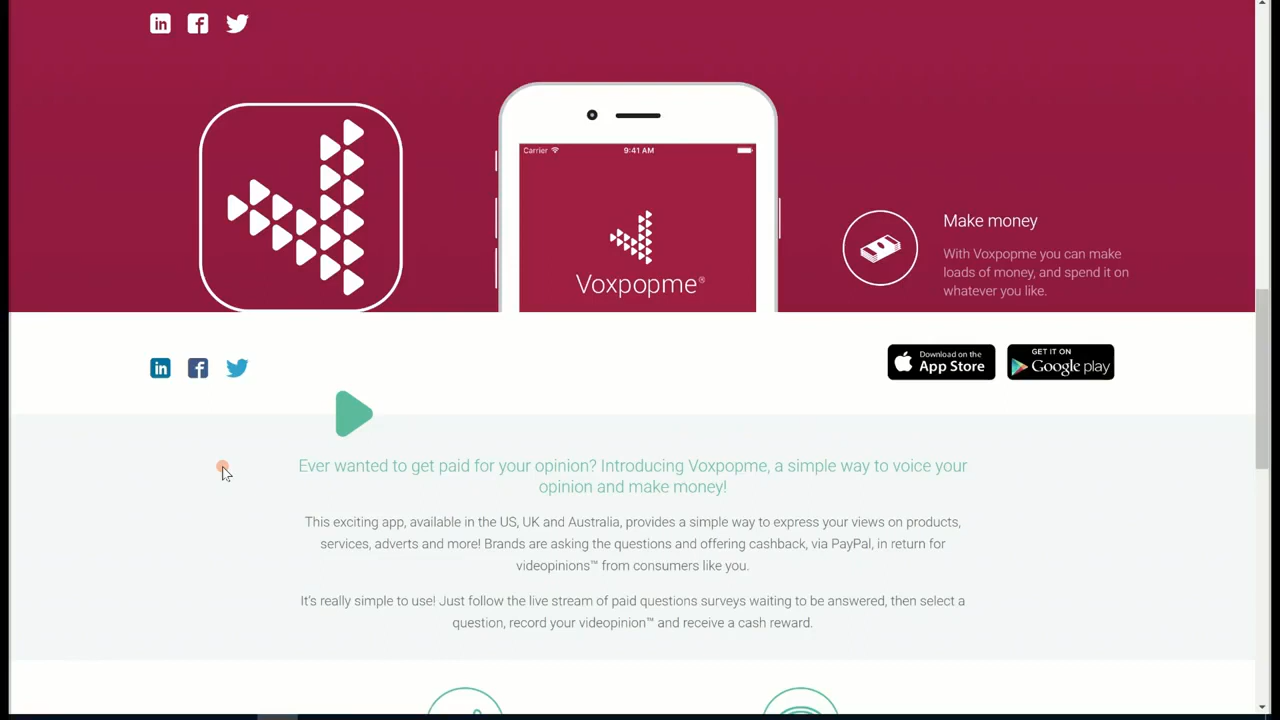 Carrier
9:41 AM
Voxpopme®
Make money
With Voxpopme you can make
loads of money, and spend it on
whatever you like.
Download on the
App Store
GET IT ON
Google play
Ever wanted to get paid for your opinion? Introducing Voxpopme, a simple way to voice your
opinion and make money!
This exciting app, available in the US, UK and Australia, provides a simple way to express your views on products,
services, adverts and more! Brands are asking the questions and offering cashback, via PayPal, in return for
videopinions™ from consumers like you.
It's really simple to use! Just follow the live stream of paid questions surveys waiting to be answered, then select a
question, record your videopinion™ and receive a cash reward.